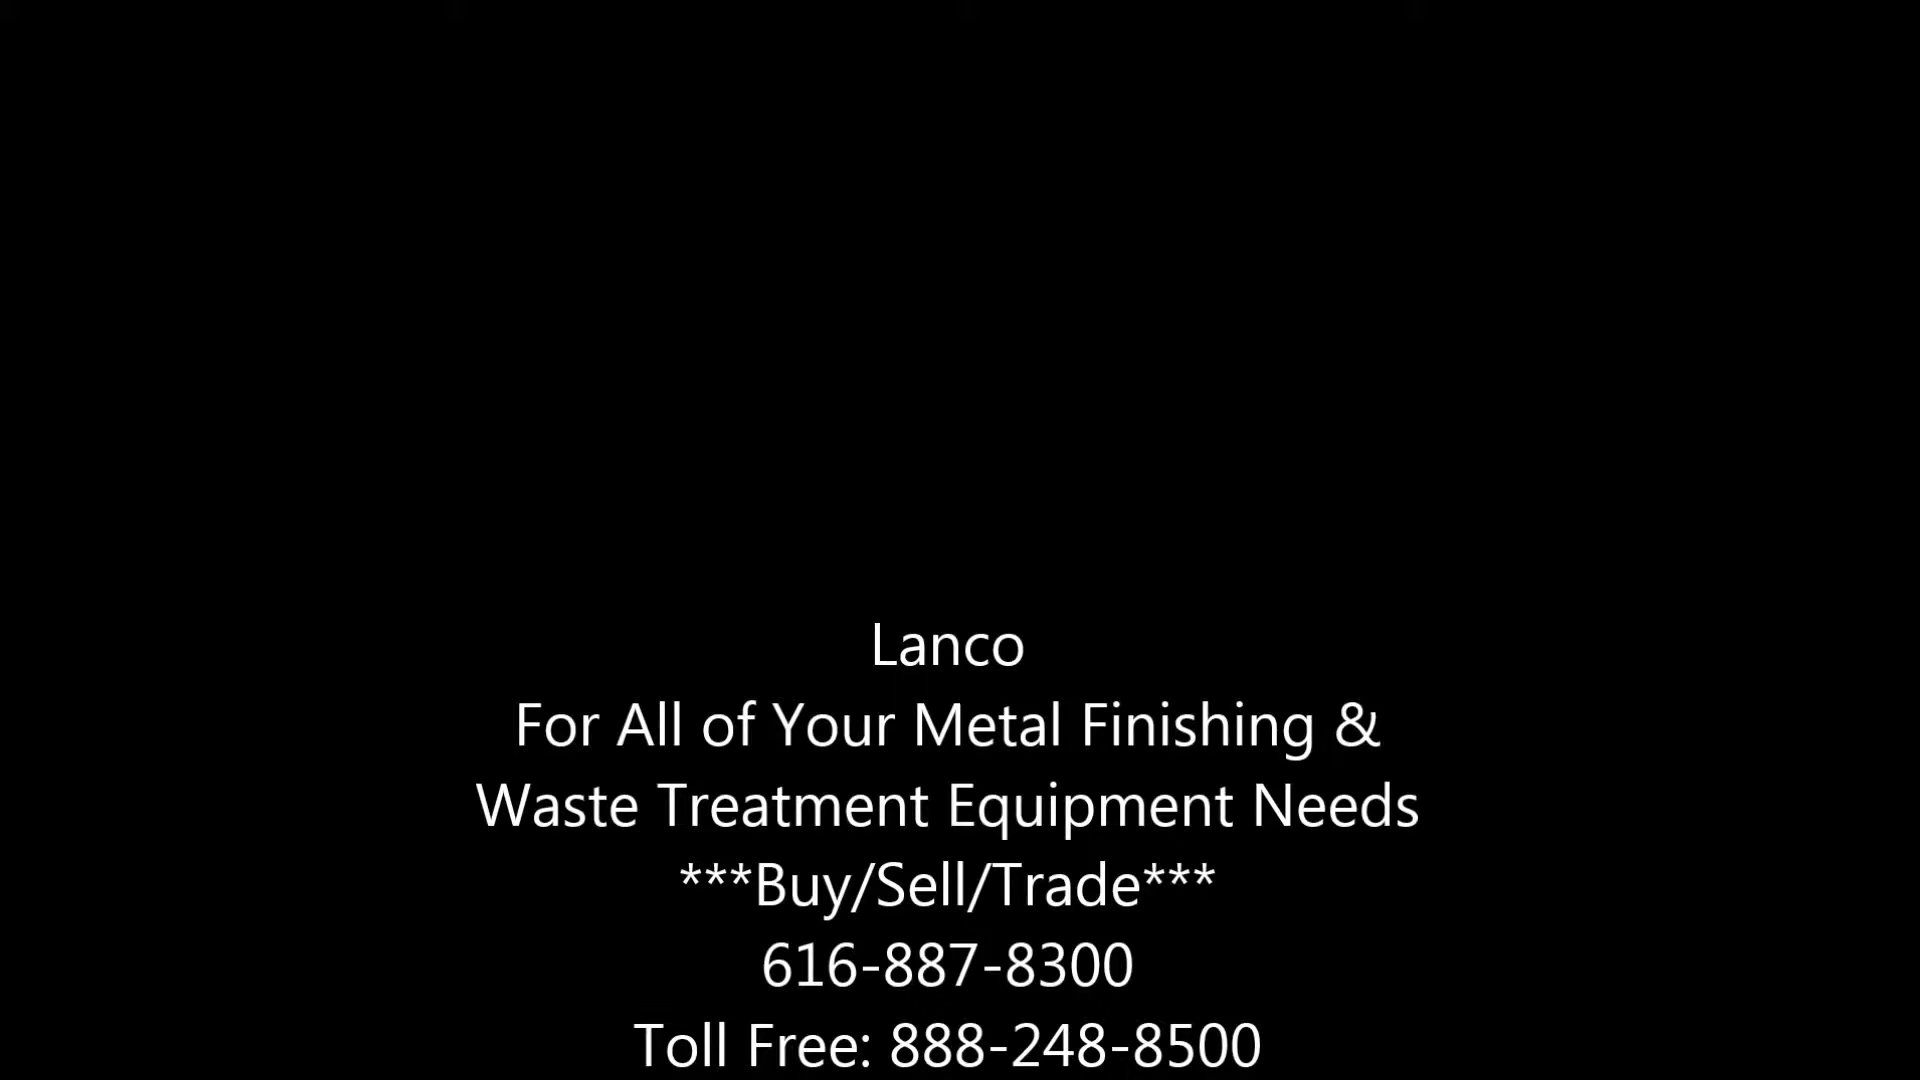 Lanco
For All of Your Metal Finishing &
Waste Treatment Equipment Needs
***Buy/Sell/Trade***
616-887-8300
Toll Free: 888-248-8500